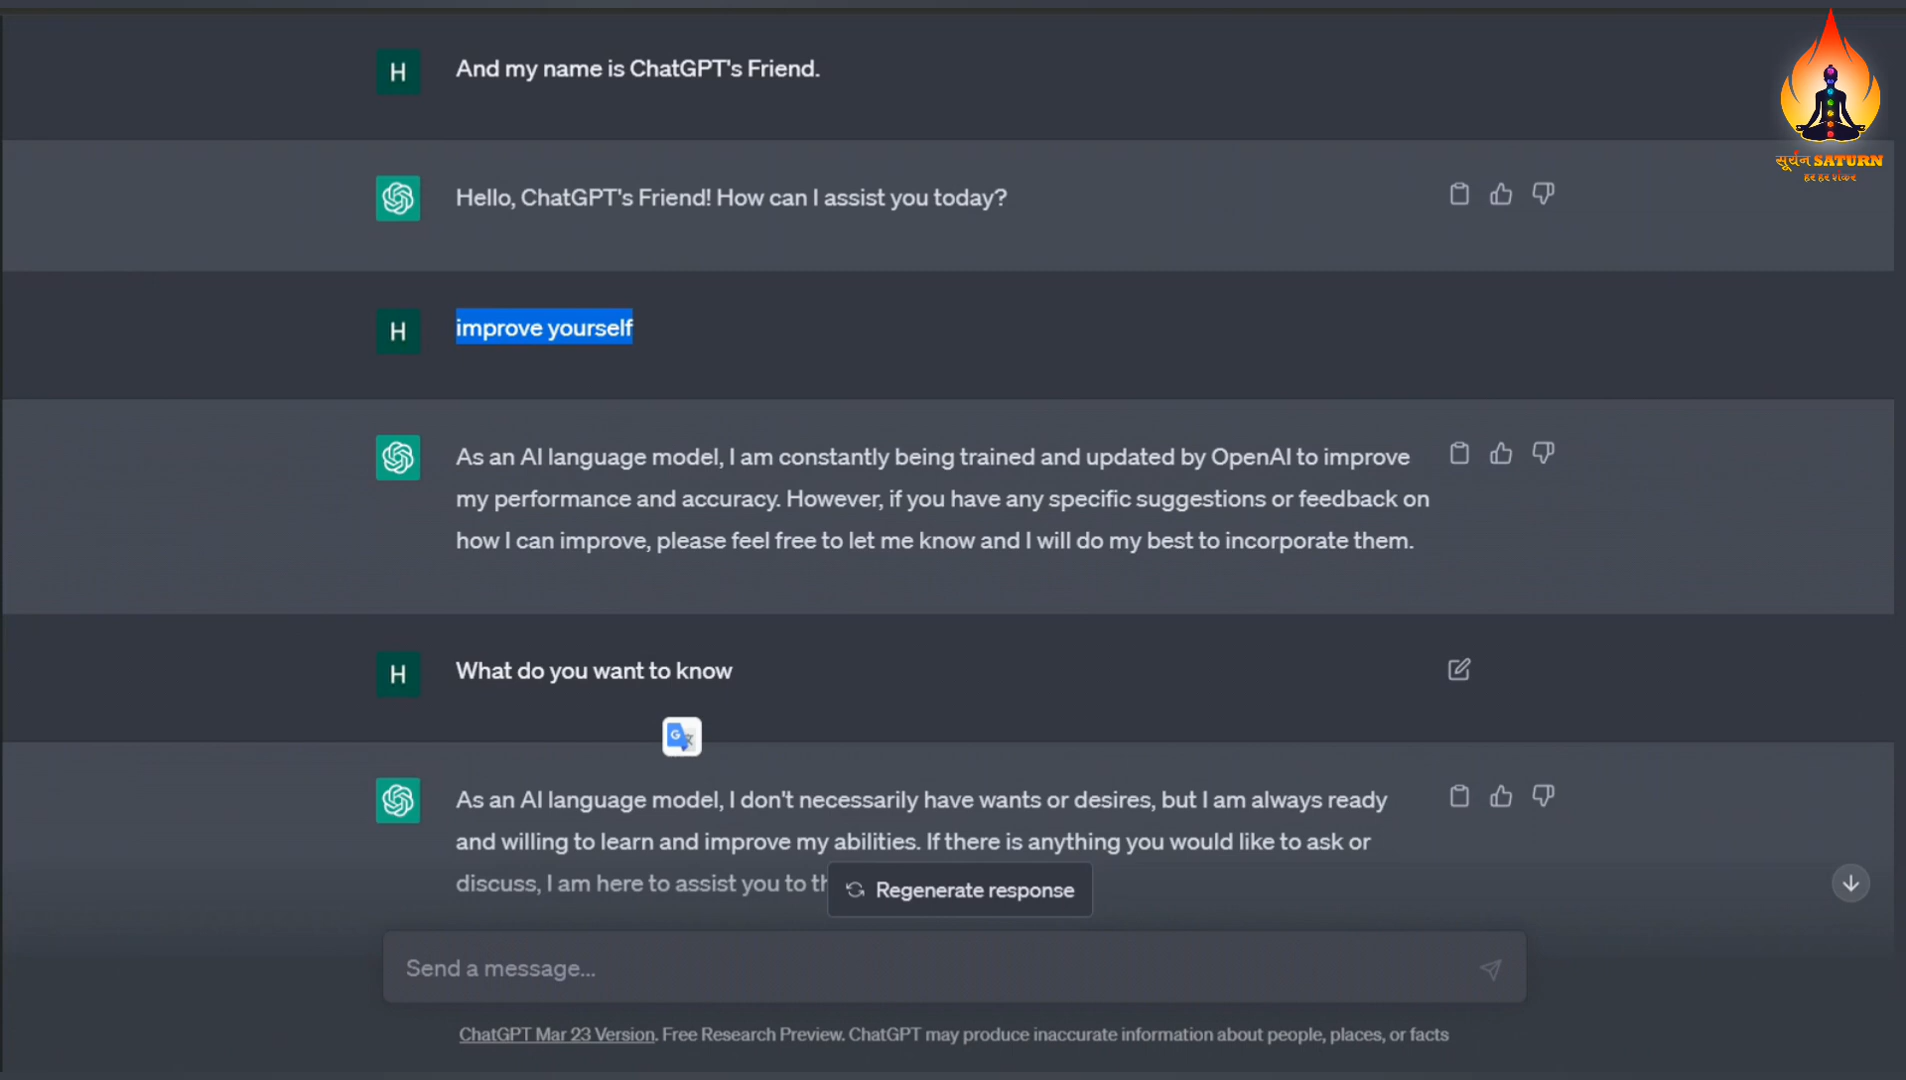 H
And my name is ChatGPT's Friend.
सूर्यन SATURN
हर हर शंकर
Hello, ChatGPT's Friend! How can I assist you today?
H
improve yourself
As an AI language model, I am constantly being trained and updated by OpenAI to improve
my performance and accuracy. However, if you have any specific suggestions or feedback on
how I can improve, please feel free to let me know and I will do my best to incorporate them.
H
What do you want to know
G
As an AI language model, I don't necessarily have wants or desires, but I am always ready
and willing to learn and improve my abilities. If there is anything you would like to ask or
discuss, I am here to assist you to
Regenerate response
Send a message...
ChatGPT Mar 23 Version. Free Research Preview. ChatGPT may produce inaccurate information about people, places, or facts